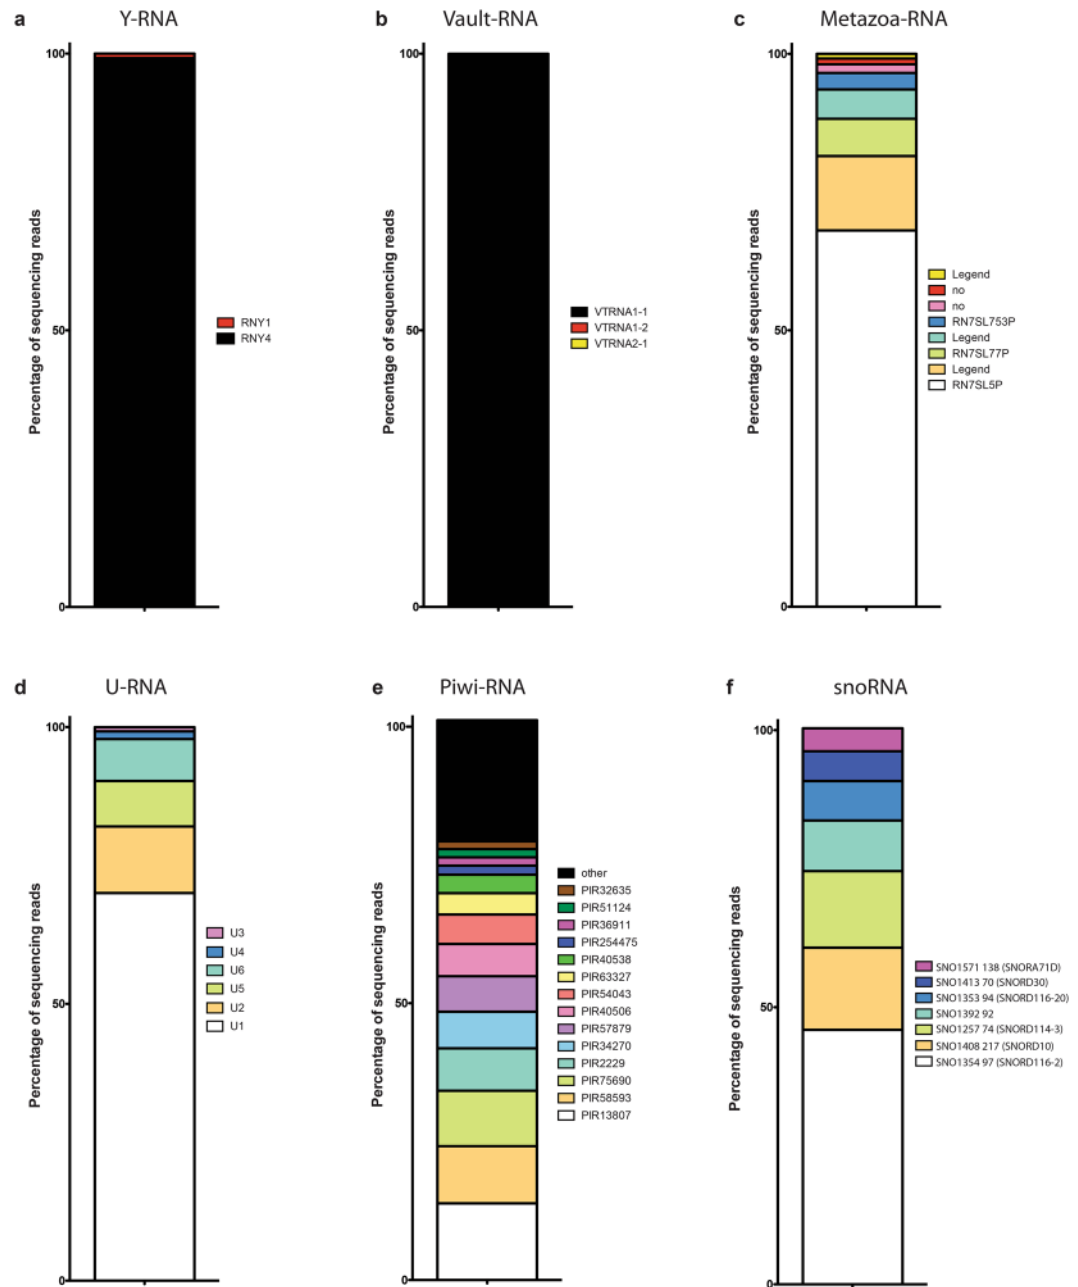 a
Y-RNA
100
50
0
Percentage of sequencing reads
RNY1
RNY4
b
Vault-RNA
100
50
0
Percentage of sequencing reads
VTRNA1-1
VTRNA1-2
VTRNA2-1
c
Metazoa-RNA
100
50
0
Percentage of sequencing reads
Legend
no
no
RN7SL753P
Legend
RN7SL77P
Legend
RN7SL5P
d
U-RNA
100
50
0
Percentage of sequencing reads
U3
U4
U6
U5
U2
U1
e
Piwi-RNA
100
50
0
Percentage of sequencing reads
other
PIR32635
PIR51124
PIR36911
PIR254475
PIR40538
PIR63327
PIR54043
PIR40506
PIR57879
PIR34270
PIR2229
PIR75690
PIR58593
PIR13807
f
snoRNA
100
50
0
Percentage of sequencing reads
SNO1571 138 (SNORA71D)
SNO1413 70 (SNORD30)
SNO1353 94 (SNORD116-20)
SNO1392 92
SNO1257 74 (SNORD114-3)
SNO1408 217 (SNORD10)
SNO1354 97 (SNORD116-2)